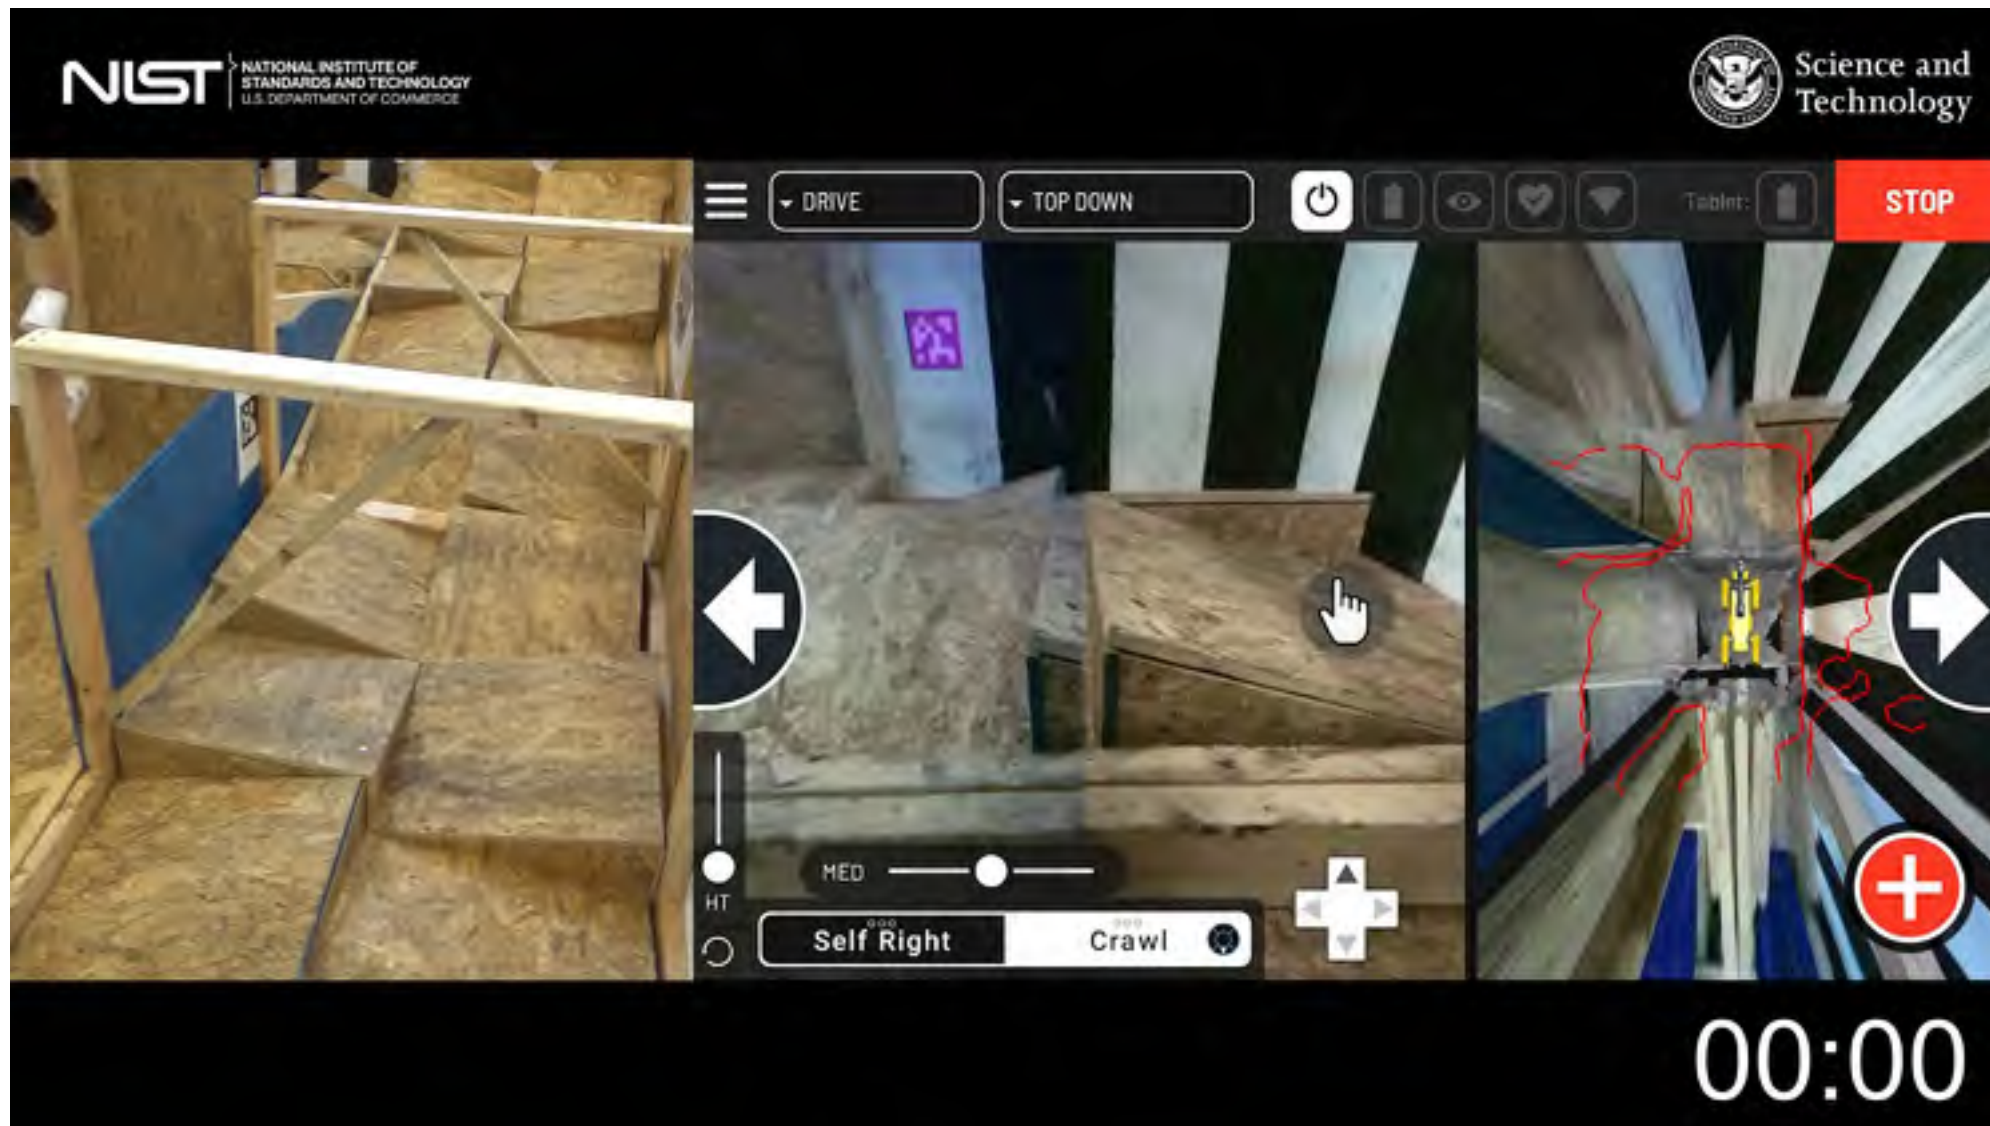 NIST
NATIONAL INSTITUTE OF
STANDARDS AND TECHNOLOGY
U.S. DEPARTMENT OF COMMERCE
Science and
Technology
DRIVE
TOP DOWN
Tablet:
STOP
MED
HT
Self Right
Crawl
00:00